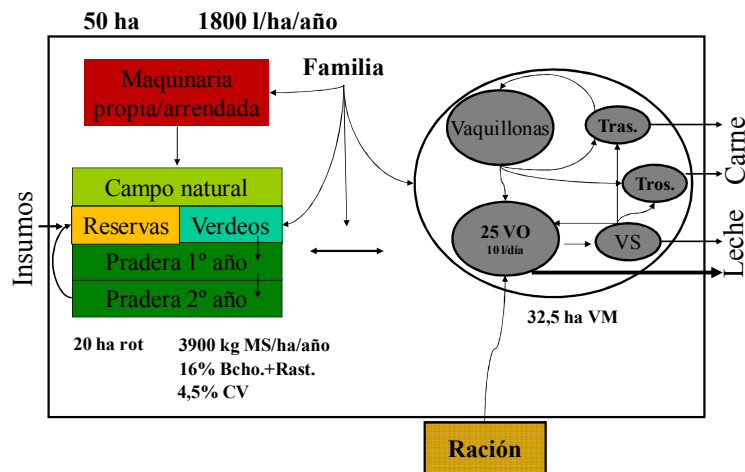 50 ha 1800 l/ha/año
Maquinaria
propia/arrendada
Familia
Vaquillonas
Tras.
Carne
Campo natural
Tros.
Insumos
Reservas
Verdeos
25 VO
10 l/día
VS
Leche
Pradera 1º año
Pradera 2º año
32,5 ha VM
20 ha rot
3900 kg MS/ha/año
16% Bcho.+Rast.
4,5% CV
Ración